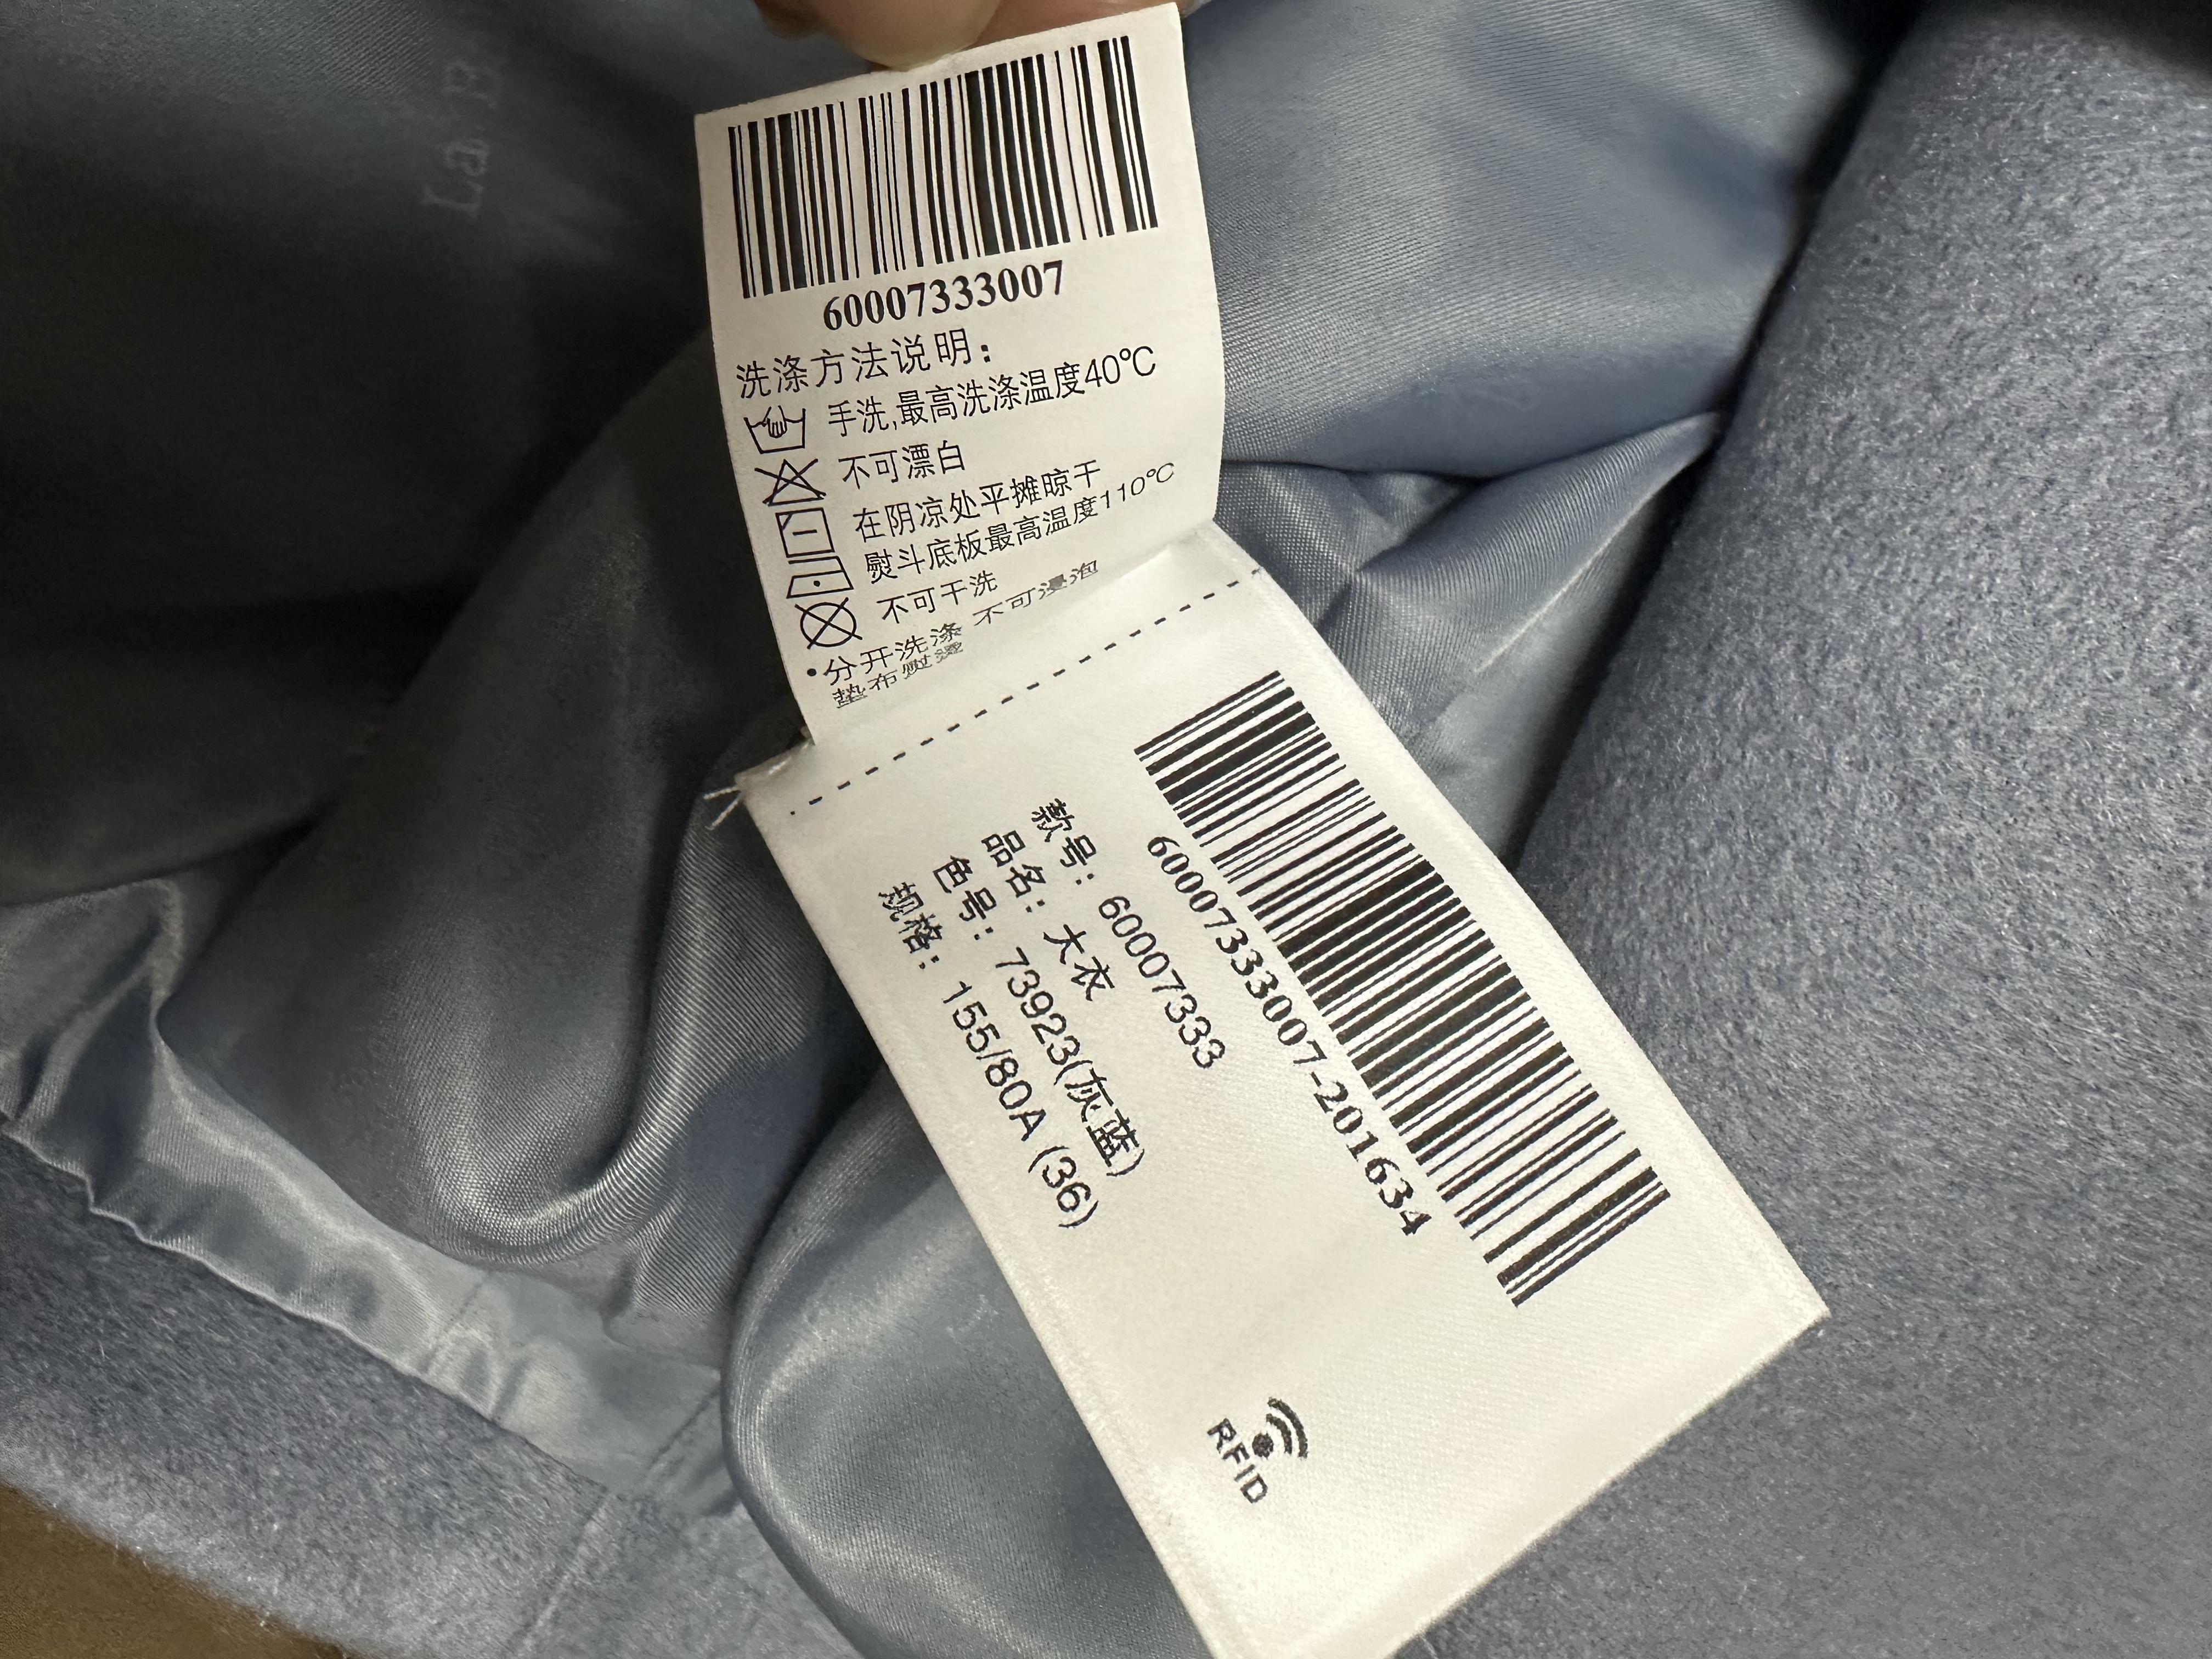 La B
60007333007
洗涤方法说明：
手洗,最高洗涤温度40℃
不可漂白
在阴凉处平摊晾干
熨斗底板最高温度110℃
不可干洗
•分开洗涤 不可浸泡
垫布熨烫
60007333007-201634
款号：60007333
品名：大衣
色号：73923(灰蓝)
规格：155/80A (36)
RFID